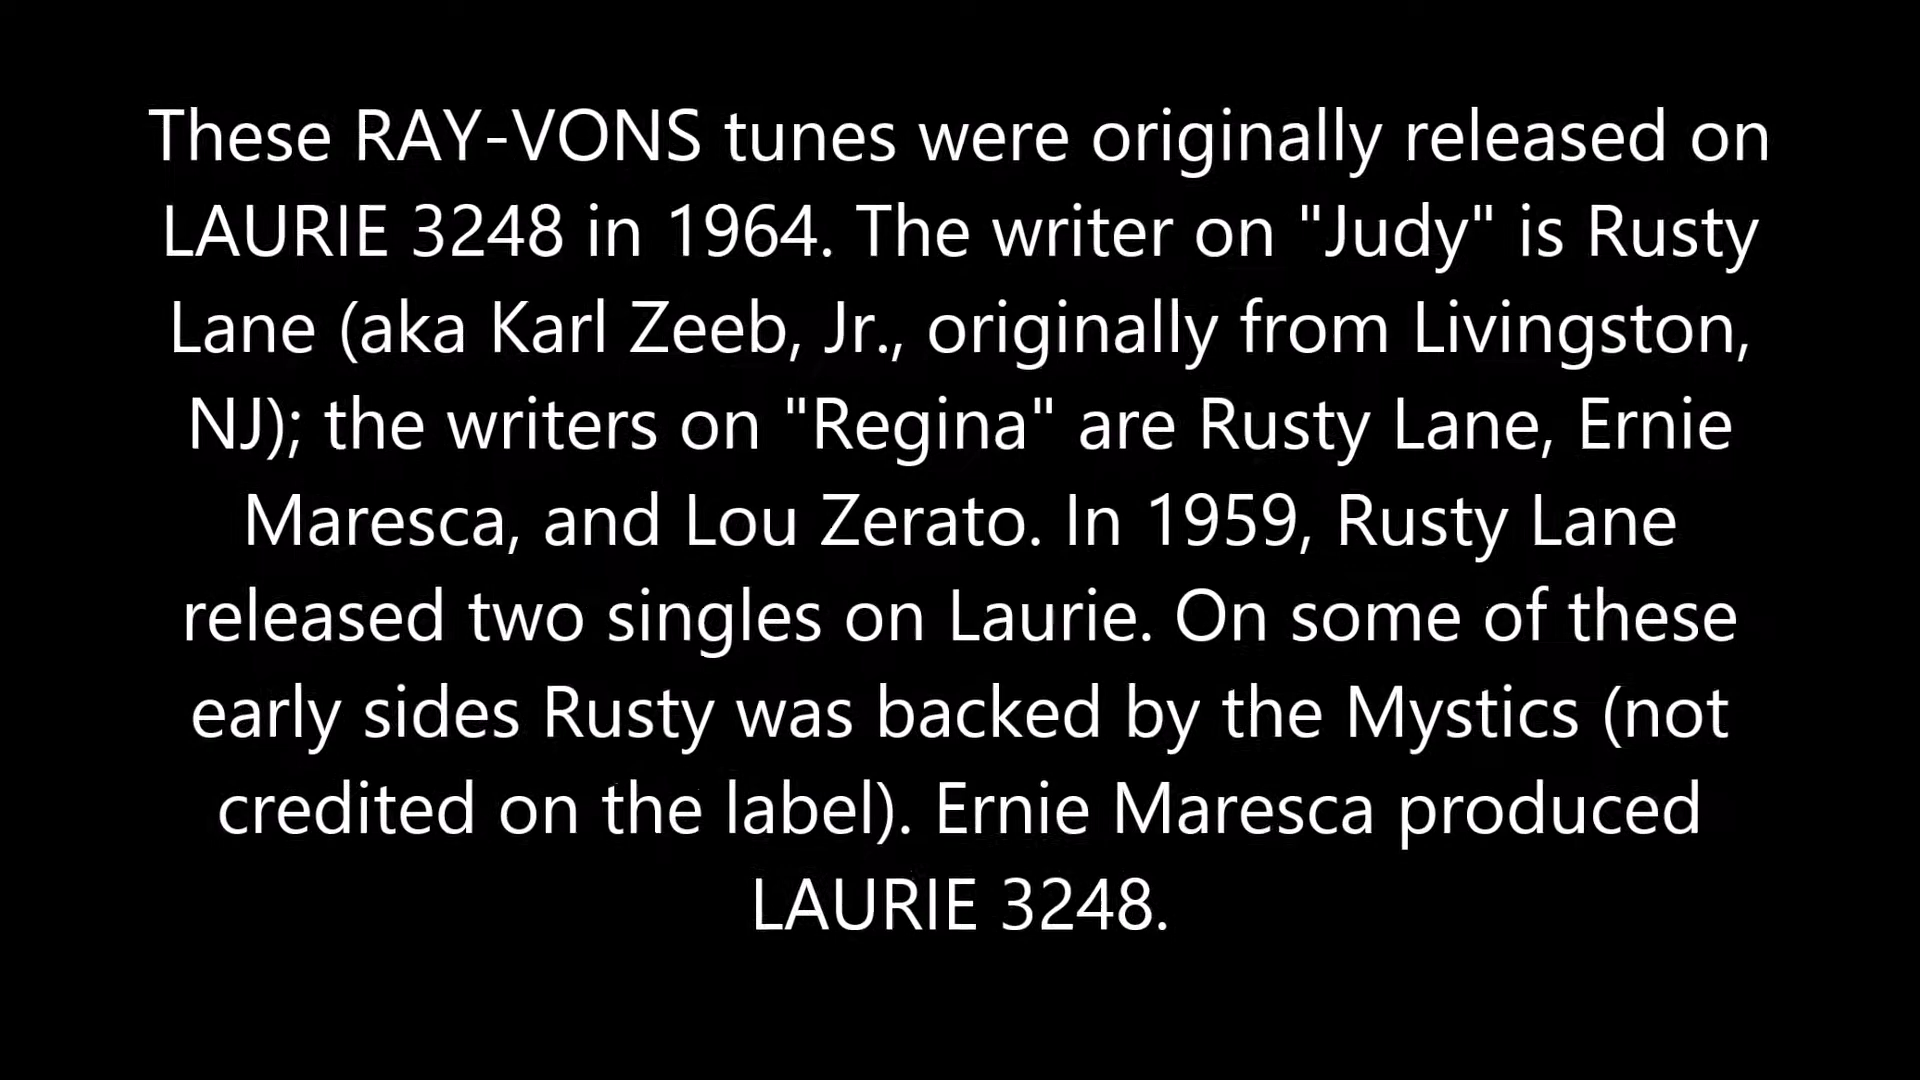 These RAY-VONS tunes were originally released on
LAURIE 3248 in 1964. The writer on "Judy" is Rusty
Lane (aka Karl Zeeb, Jr., originally from Livingston,
NJ); the writers on "Regina" are Rusty Lane, Ernie
Maresca, and Lou Zerato. In 1959, Rusty Lane
released two singles on Laurie. On some of these
early sides Rusty was backed by the Mystics (not
credited on the label). Ernie Maresca produced
LAURIE 3248.